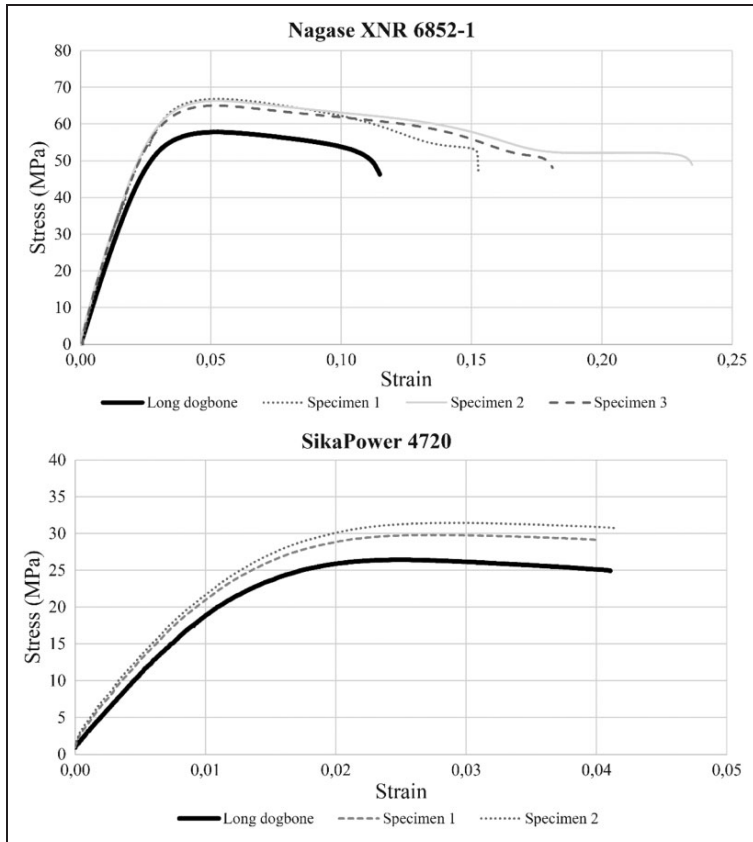 Nagase XNR 6852-1
Stress (MPa)
80
70
60
50
40
30
20
10
0
0,00 0,05 0,10 0,15 0,20 0,25
Strain
Long dogbone Specimen 1 Specimen 2 Specimen 3
SikaPower 4720
Stress (MPa)
40
35
30
25
20
15
10
5
0
0,00 0,01 0,02 0,03 0,04 0,05
Strain
Long dogbone Specimen 1 Specimen 2